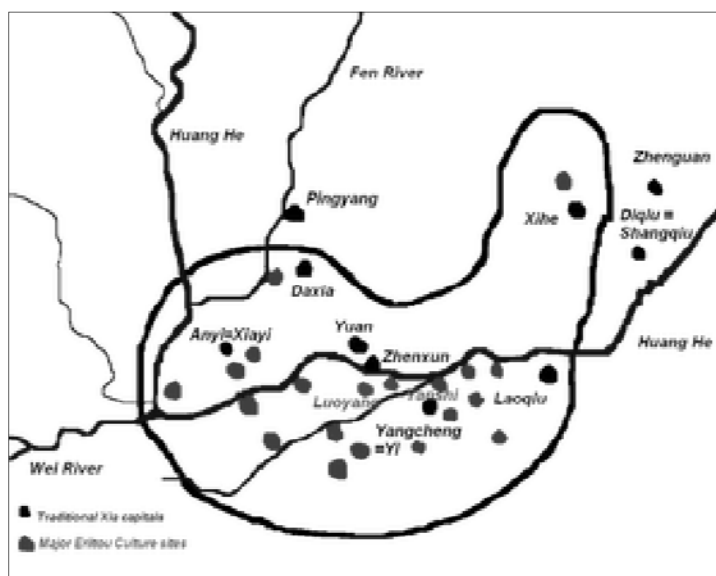 Fen River
Huang He
Zhenguan
Pingyang
Xihe
Diqiu =
Shangqiu
Daxia
Anyi=Xiayi
Yuan
Huang He
Zhenxun
Luoyang
Yanshi
Laoqiu
Yangcheng
=Yi
Wei River
Traditional Xia capitals
Major Erlitou Culture sites